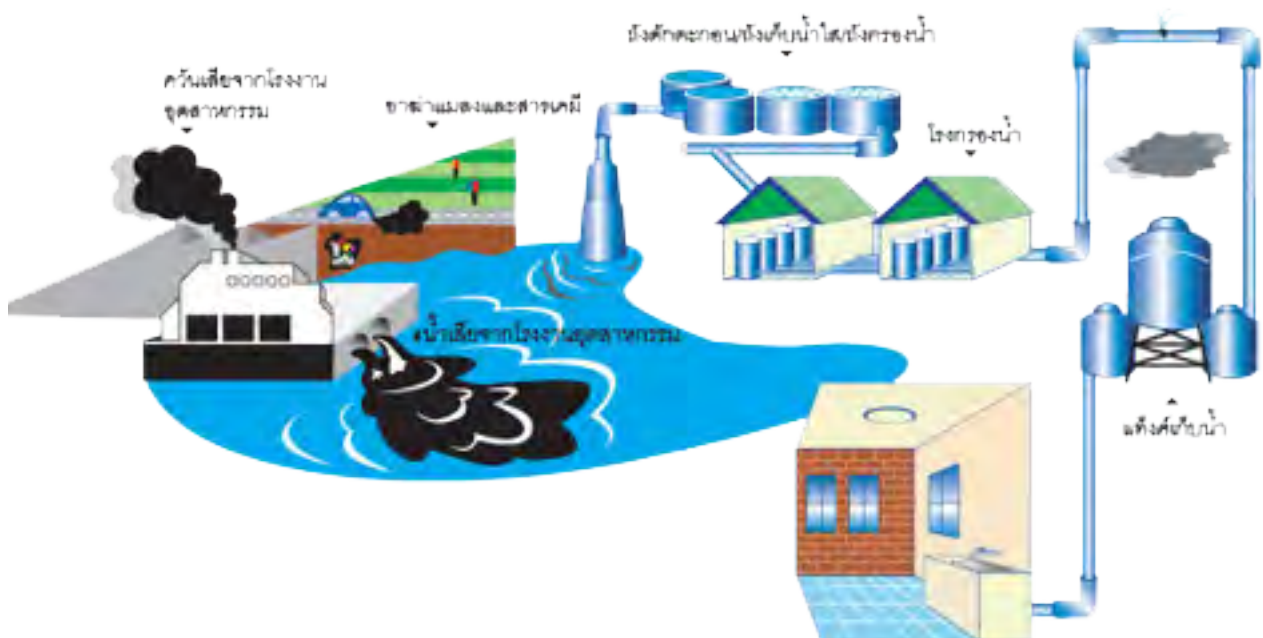 ถังตักตะกอน/ถังเก็บน้ำใส/ถังกรองน้ำ
ควันเสียจากโรงงาน
อุตสาหกรรม
ยาฆ่าแมลงและสารเคมี
โรงกรองน้ำ
น้ำเสียจากโรงงานอุตสาหกรรม
แท็งค์เก็บน้ำ